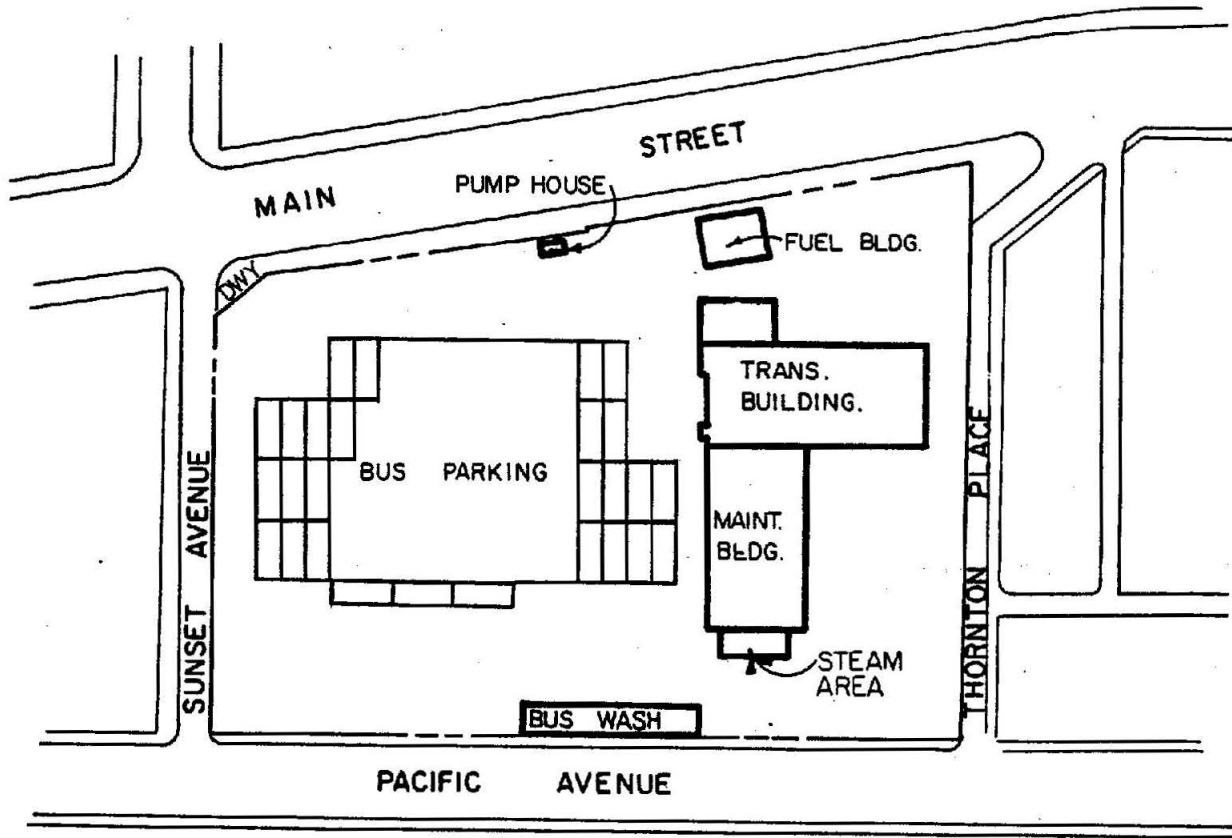 MAIN STREET
PUMP HOUSE
FUEL BLDG.
DWY
TRANS.
BUILDING.
BUS PARKING
MAINT.
BLDG.
SUNSET AVENUE
THORNTON PLACE
STEAM
AREA
BUS WASH
PACIFIC AVENUE